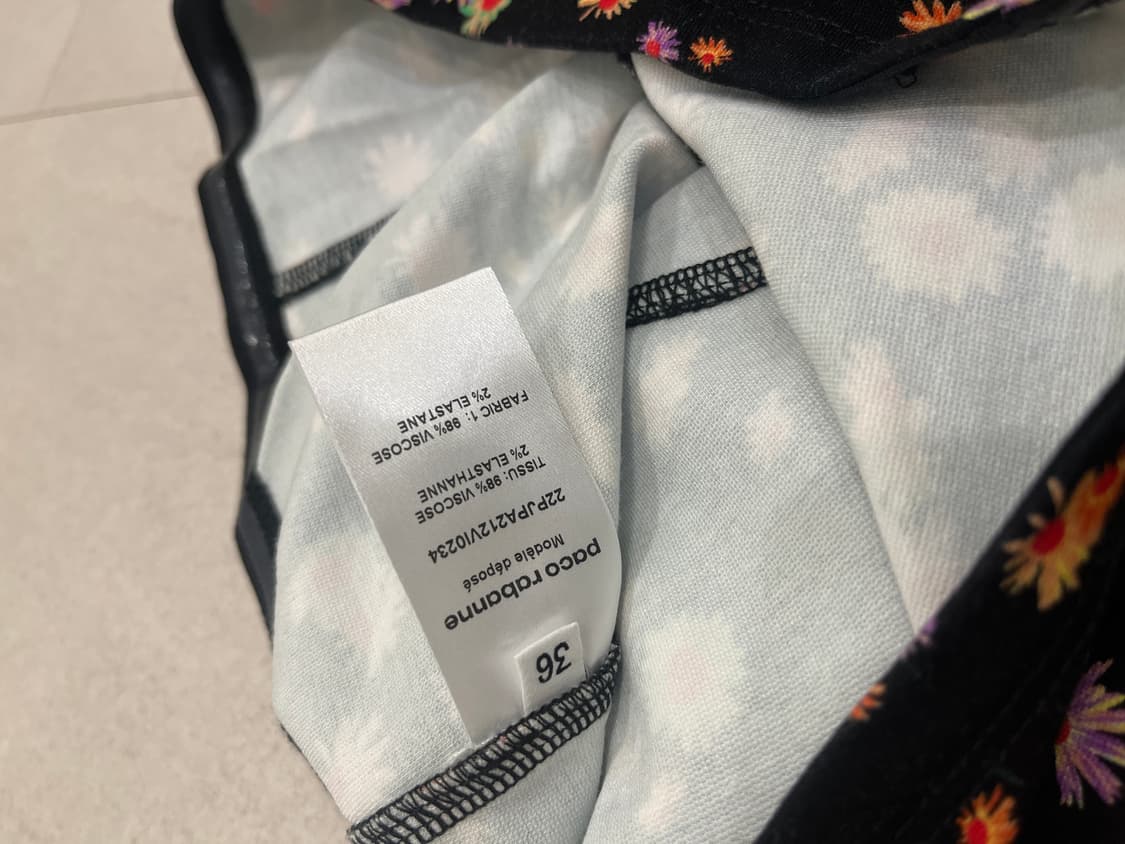 36
paco rabanne
Modèle déposé
22PJPA212VI0234
TISSU: 98% VISCOSE
2% ELASTHANNE
FABRIC 1: 98% VISCOSE
2% ELASTANE